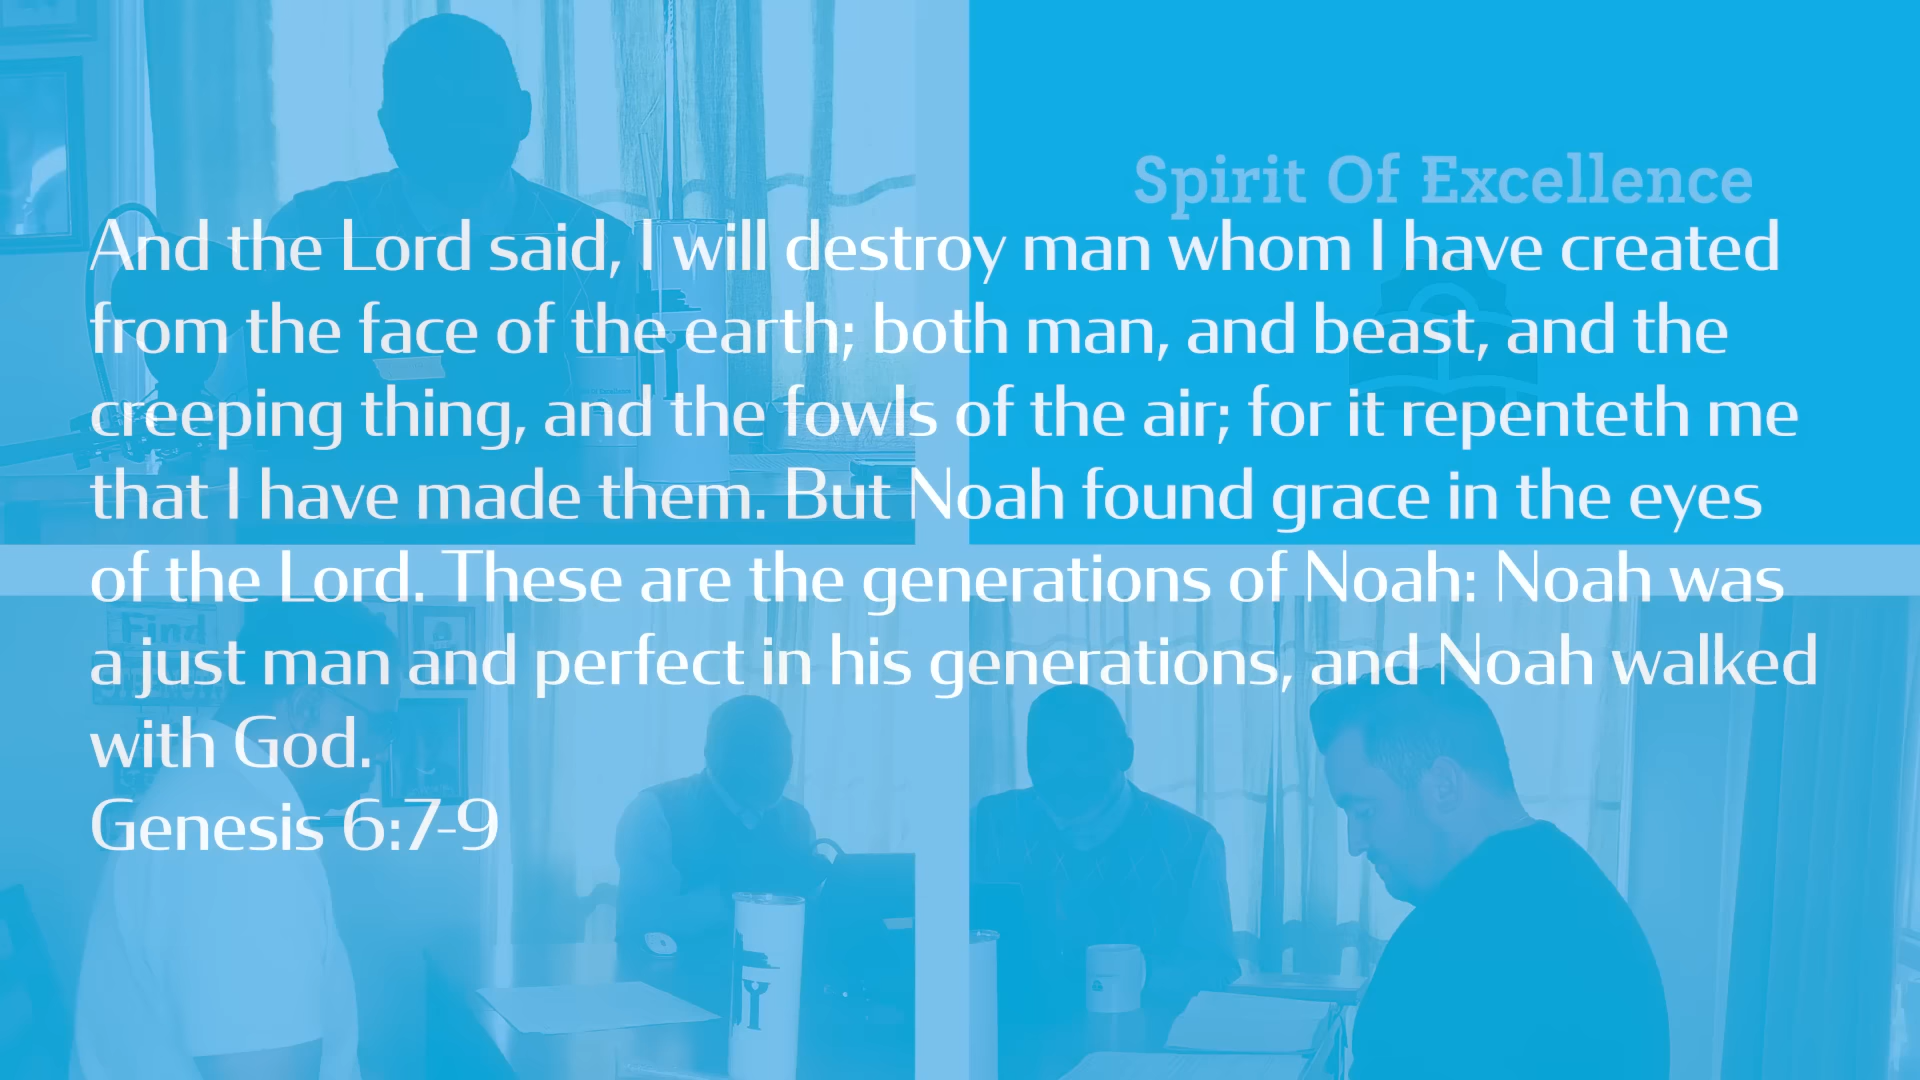 Spirit Of Excellence
And the Lord said, I will destroy man whom I have created
from the face of the earth; both man, and beast, and the
creeping thing, and the fowls of the air; for it repenteth me
that I have made them. But Noah found grace in the eyes
of the Lord. These are the generations of Noah: Noah was
a just man and perfect in his generations, and Noah walked
with God.
Genesis 6:7-9
Find